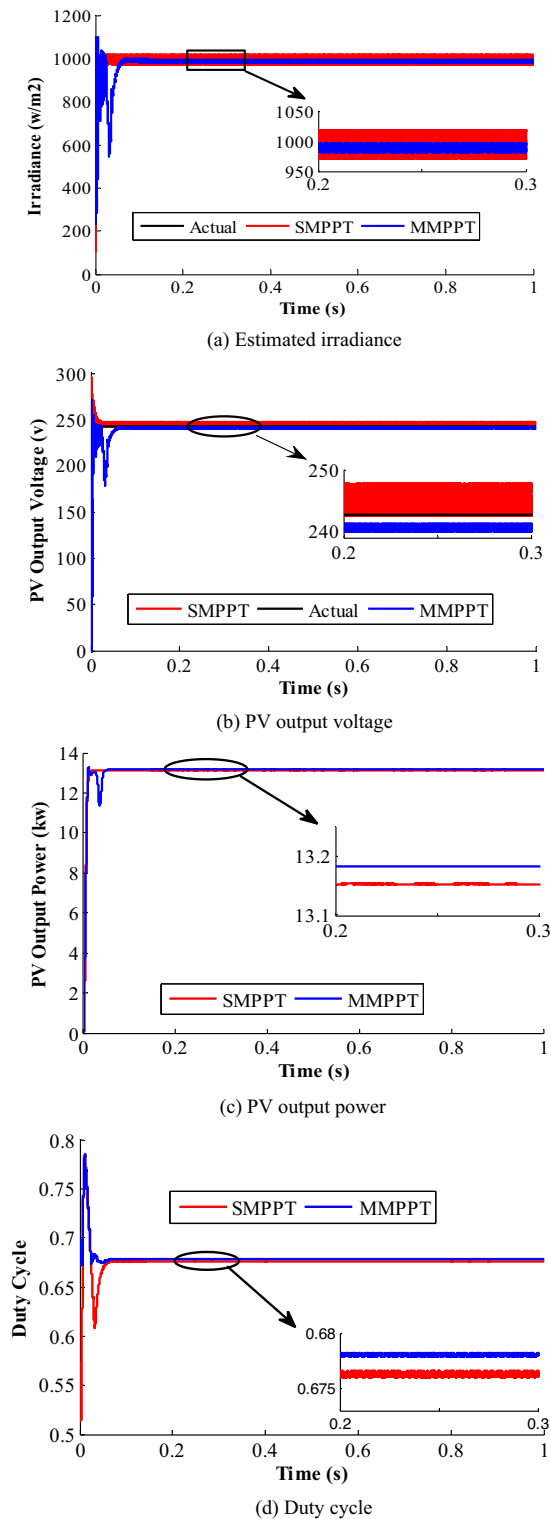 1200
1000
800
600
400
200
0
Irradiance (w/m2)
1050
1000
950
0.2 0.3
Actual SMPPT MMPPT
0 0.2 0.4 0.6 0.8 1
Time (s)
(a) Estimated irradiance
300
250
200
150
100
50
0
PV Output Voltage (v)
250
240
0.2 0.3
SMPPT Actual MMPPT
0 0.2 0.4 0.6 0.8 1
Time (s)
(b) PV output voltage
14
12
10
8
6
4
2
0
PV Output Power (kw)
13.2
13.1
0.2 0.3
SMPPT MMPPT
0 0.2 0.4 0.6 0.8 1
Time (s)
(c) PV output power
0.8
0.75
0.7
0.65
0.6
0.55
0.5
Duty Cycle
SMPPT MMPPT
0.68
0.675
0.2 0.3
0 0.2 0.4 0.6 0.8 1
Time (s)
(d) Duty cycle